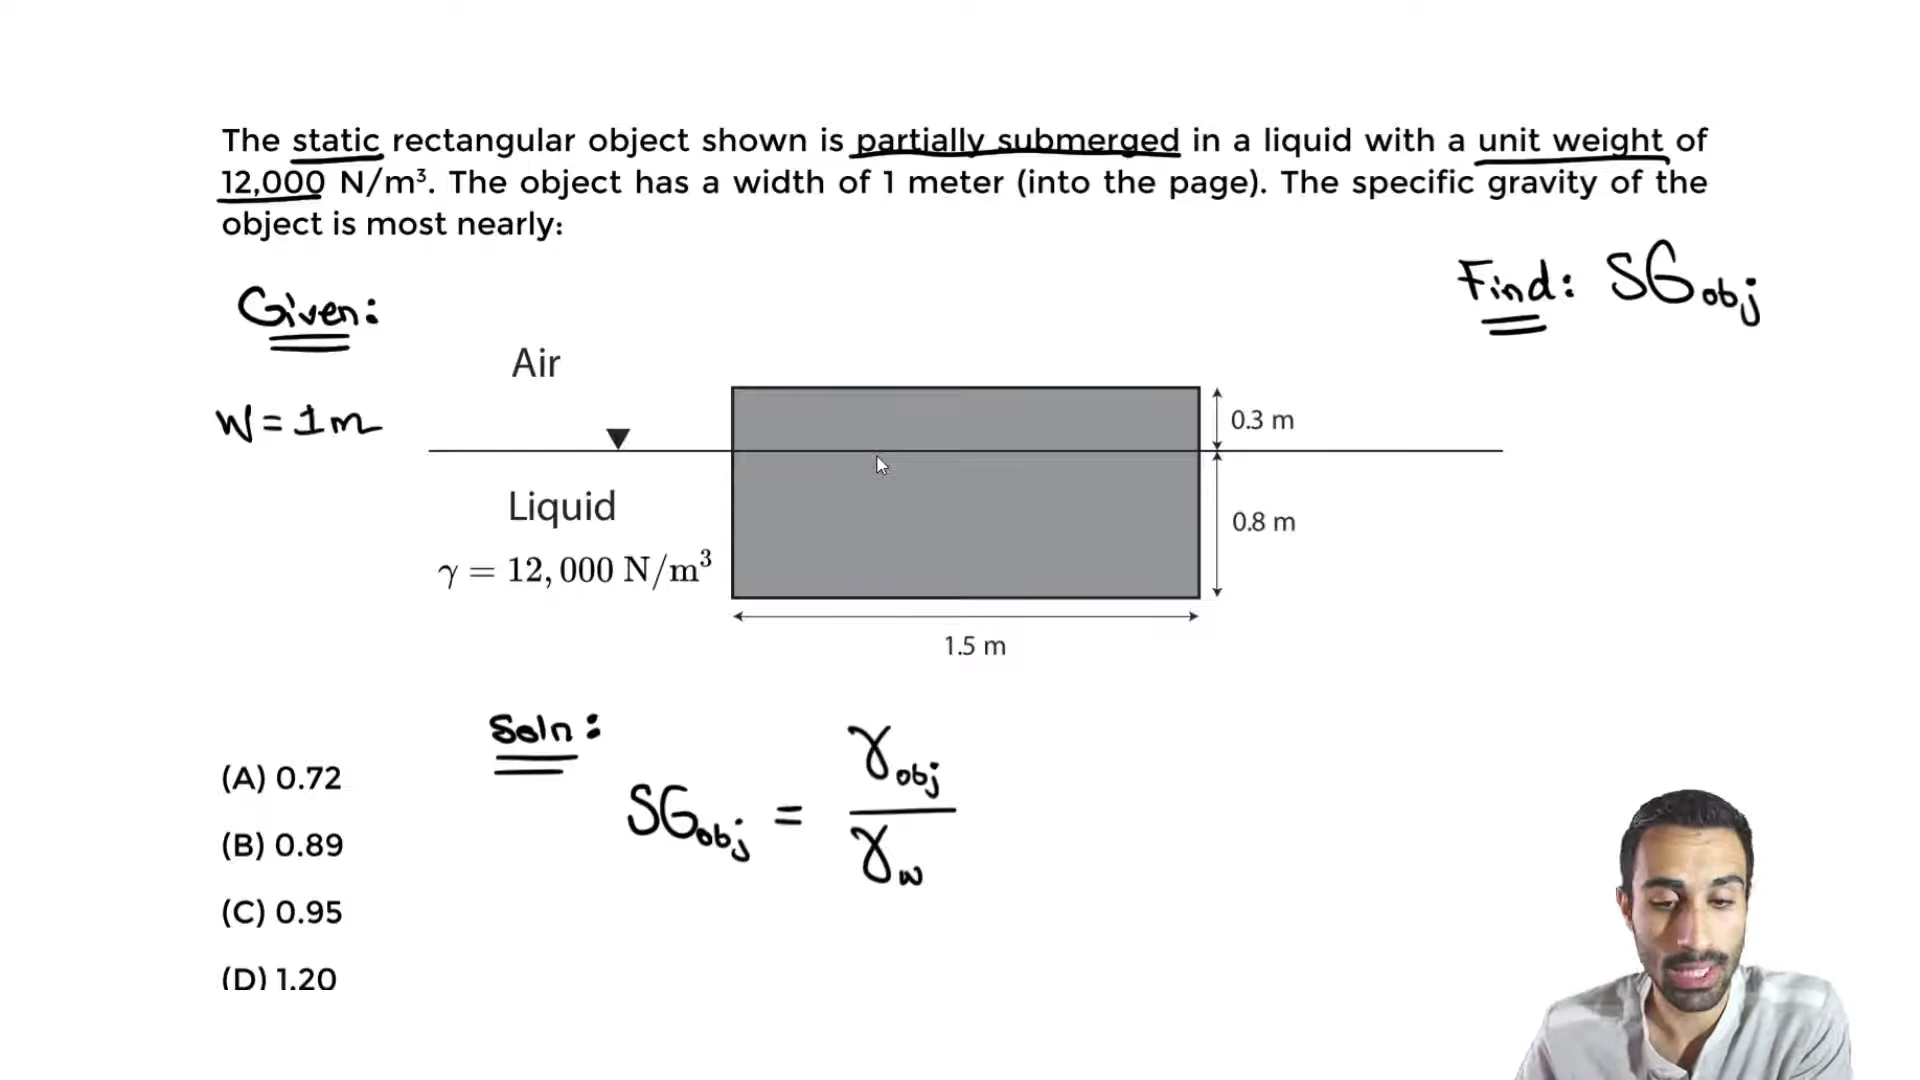 The static rectangular object shown is partially submerged in a liquid with a unit weight of
12,000 N/m³. The object has a width of 1 meter (into the page). The specific gravity of the
object is most nearly:
Given:
Find: SGobj
Air
W = 1m
0.3 m
Liquid
0.8 m
γ = 12,000 N/m³
1.5 m
Soln:
(A) 0.72
(B) 0.89
(C) 0.95
(D) 1.20
SGobj = γobj / γw